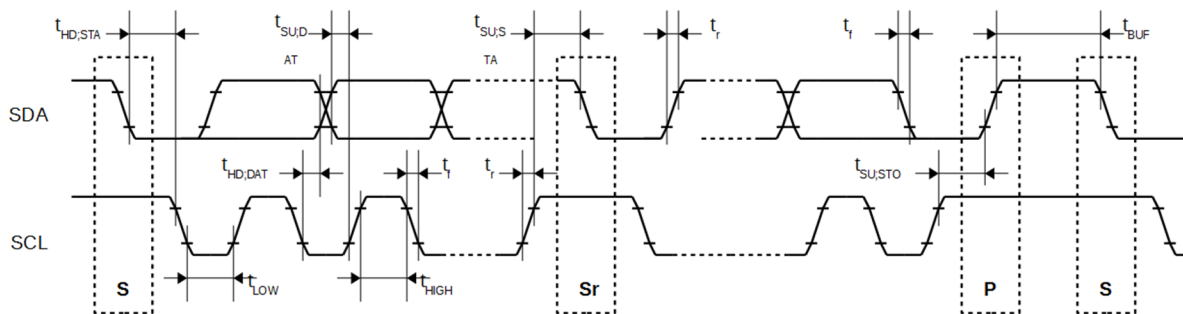 tHD;STA
tSU;D
AT
tSU;S
TA
tr
tf
tBUF
SDA
tHD;DAT
tf
tr
tSU;STO
SCL
tLOW
tHIGH
S
Sr
P
S